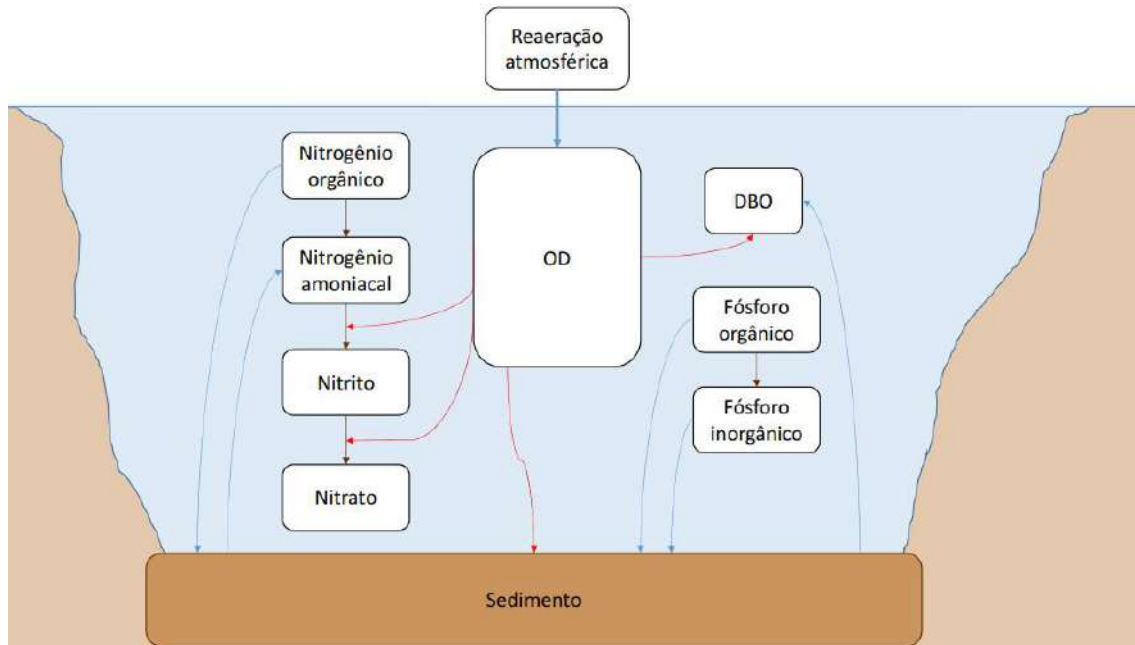 Reaeração
atmosférica
Nitrogênio
orgânico
Nitrogênio
amoniacal
Nitrito
Nitrato
OD
DBO
Fósforo
orgânico
Fósforo
inorgânico
Sedimento